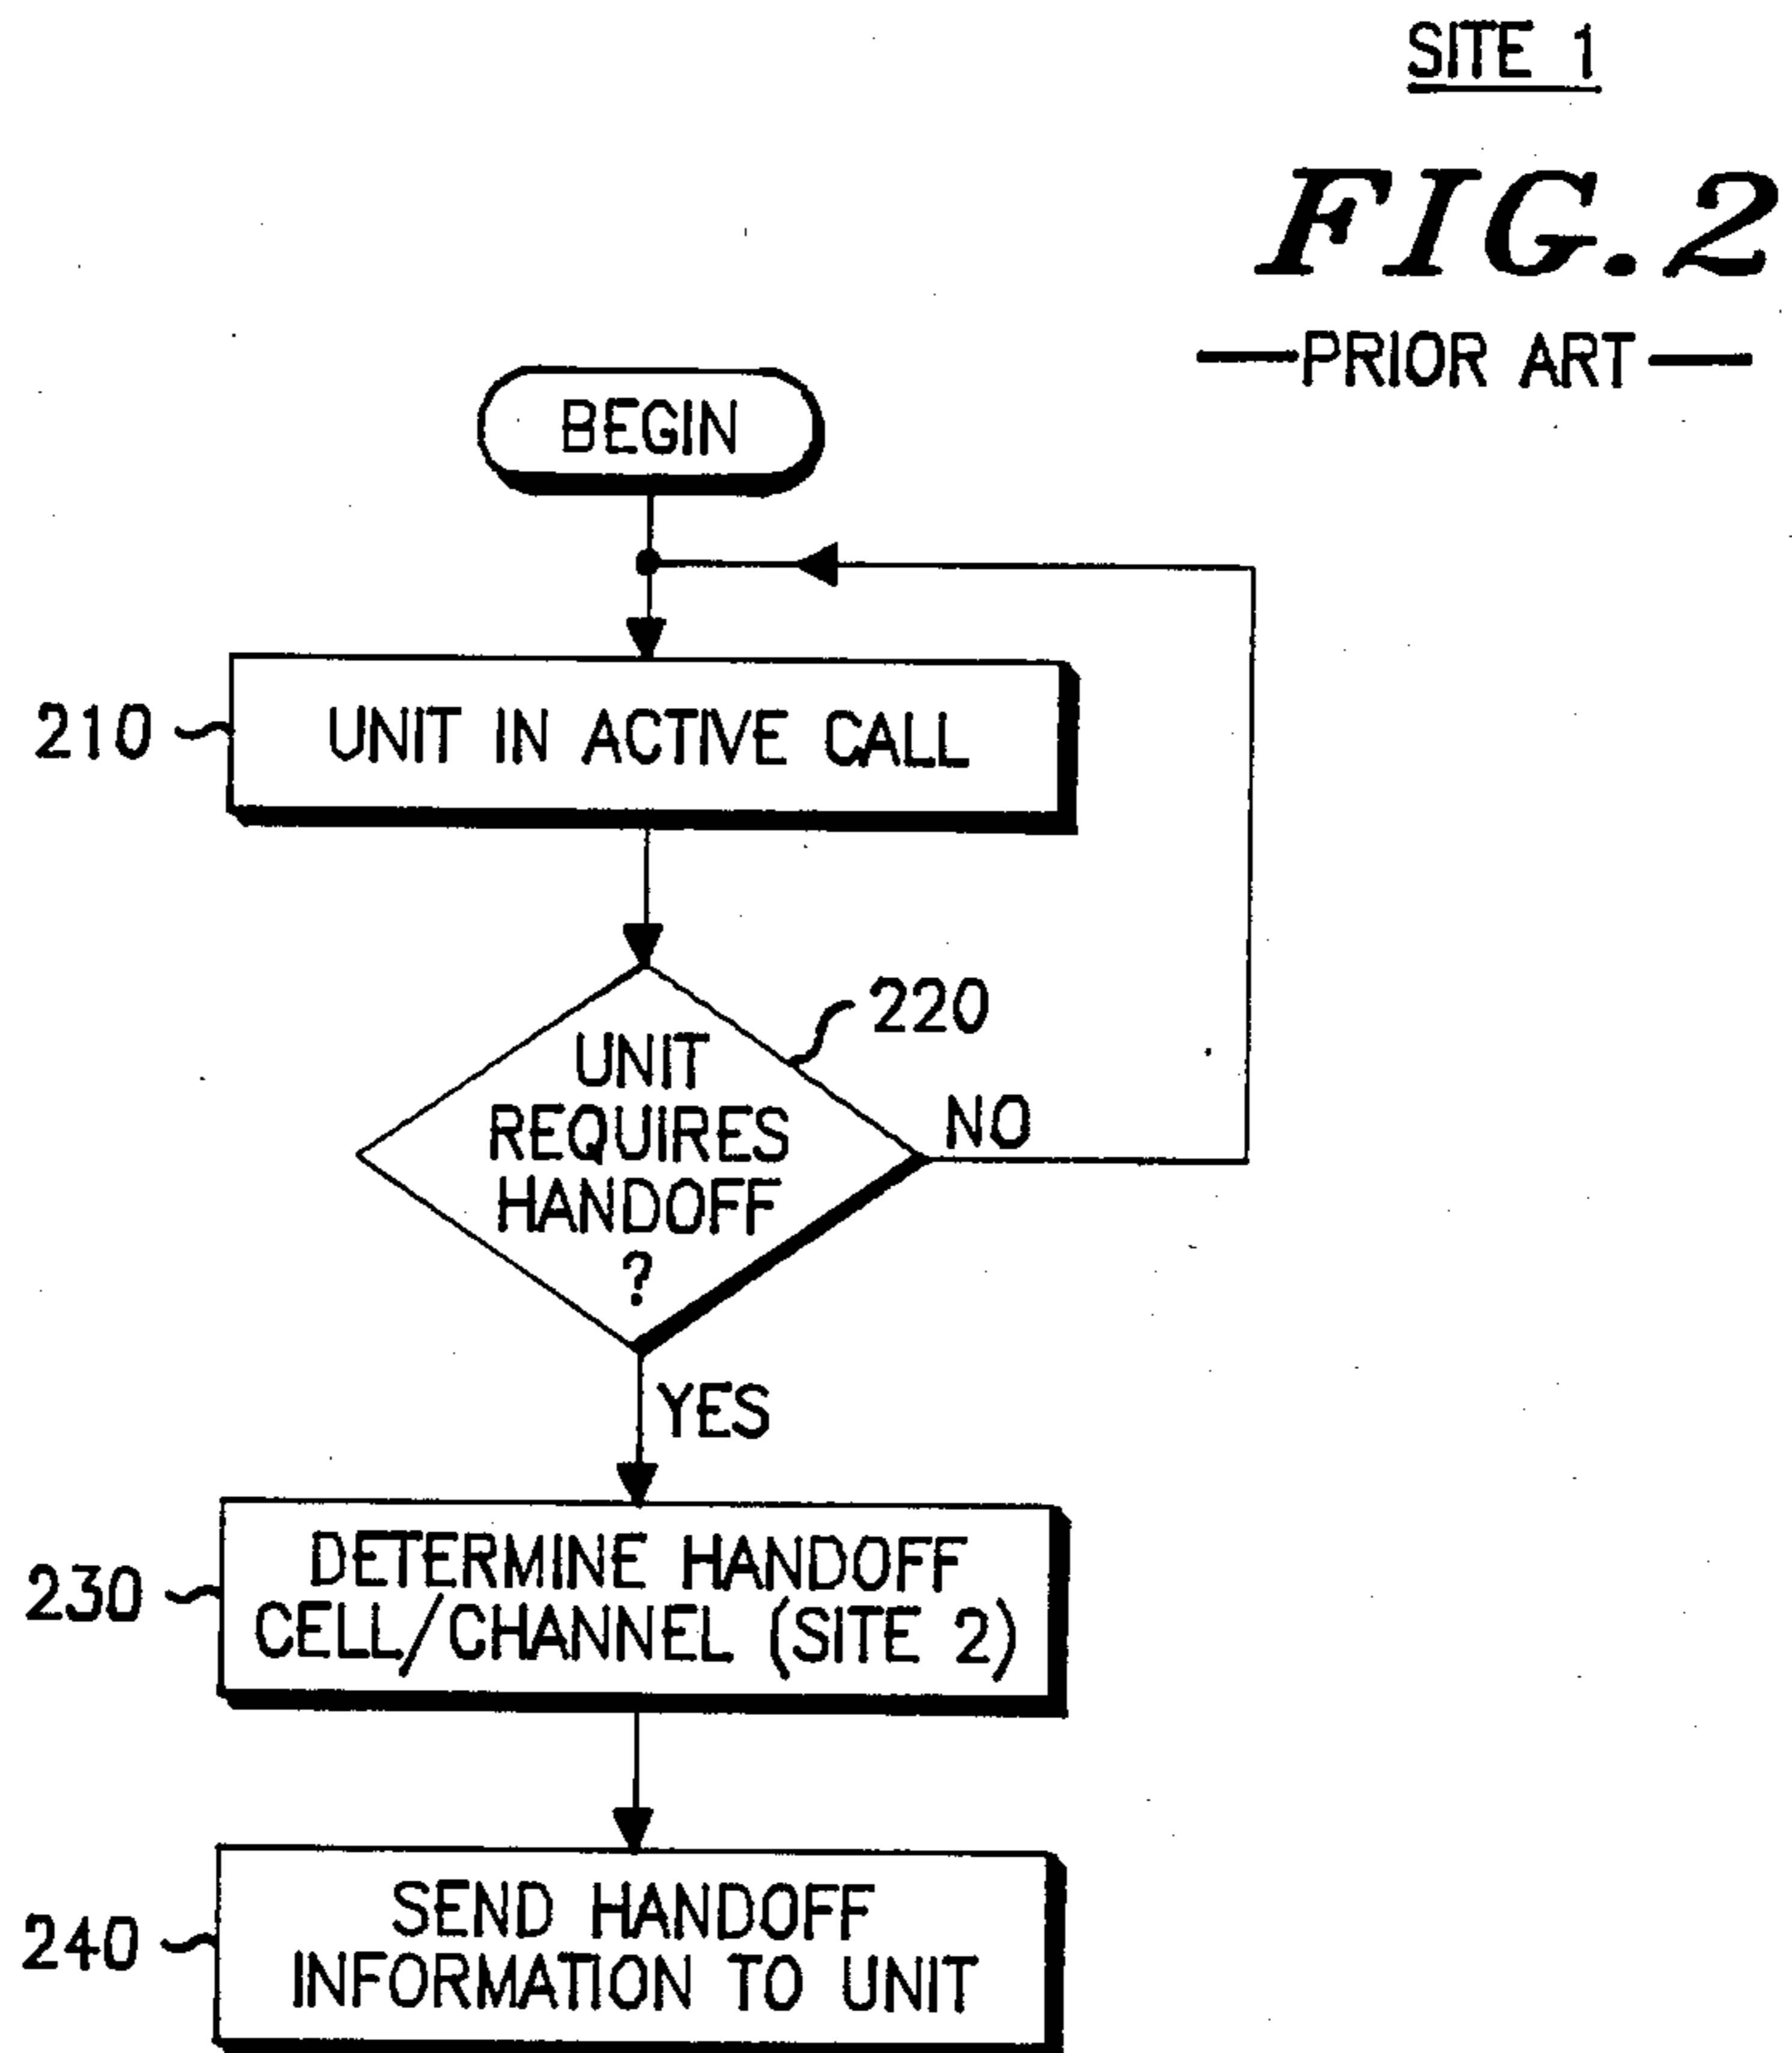 SITE 1
FIG.2
—PRIOR ART—
BEGIN
210
UNIT IN ACTIVE CALL
220
UNIT
REQUIRES
HANDOFF
?
NO
YES
230
DETERMINE HANDOFF
CELL/CHANNEL (SITE 2)
240
SEND HANDOFF
INFORMATION TO UNIT